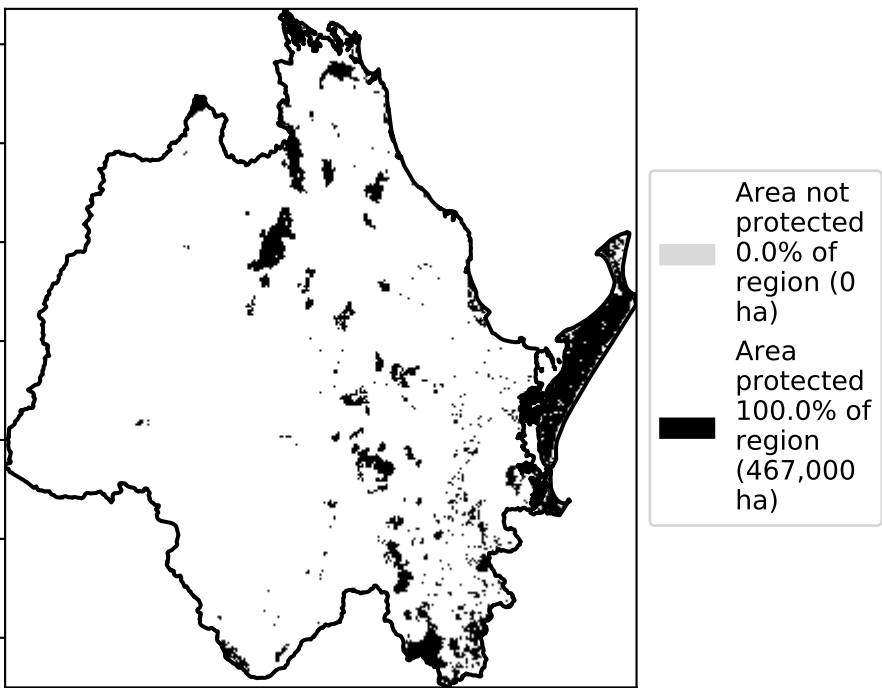 Area not
protected
0.0% of
region (0
ha)
Area
protected
100.0% of
region
(467,000
ha)